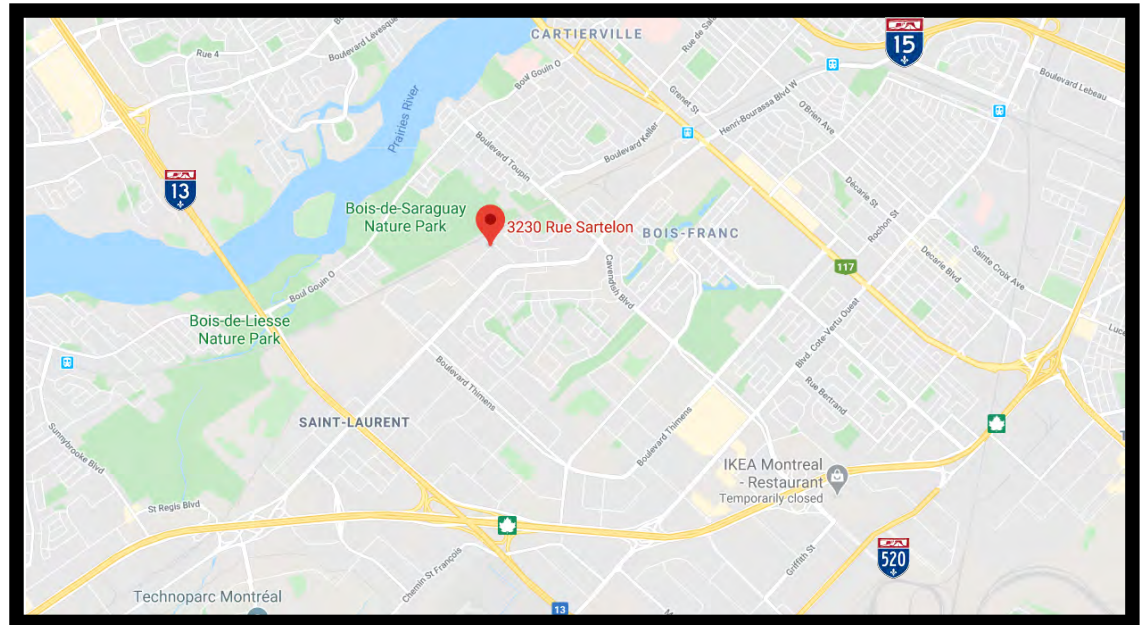 CARTIERVILLE
Rue de Sal
15
Boulevard Lévesque
Rue 4
Boul Gouin O
Boulevard Lebeau
Grenet St
Henri-Bourassa Blvd W
O'Brien Ave
Prairies River
Boulevard Toupin
Boulevard Keller
13
Bois-de-Saraguay
Nature Park
3230 Rue Sartelon
BOIS-FRANC
Décarie St
Rochon St
Decarie Blvd
Sainte Croix Ave
117
Cavendish Blvd
Boul Gouin O
Bois-de-Liesse
Nature Park
Blvd. Cote-Vertu Ouest
Luce
Boulevard Thimens
Rue Bertrand
SAINT-LAURENT
Boulevard Thimens
Sunnybrooke Blvd
IKEA Montreal
- Restaurant
Temporarily closed
St Regis Blvd
Griffith St
520
Chemin St François
Technoparc Montréal
13